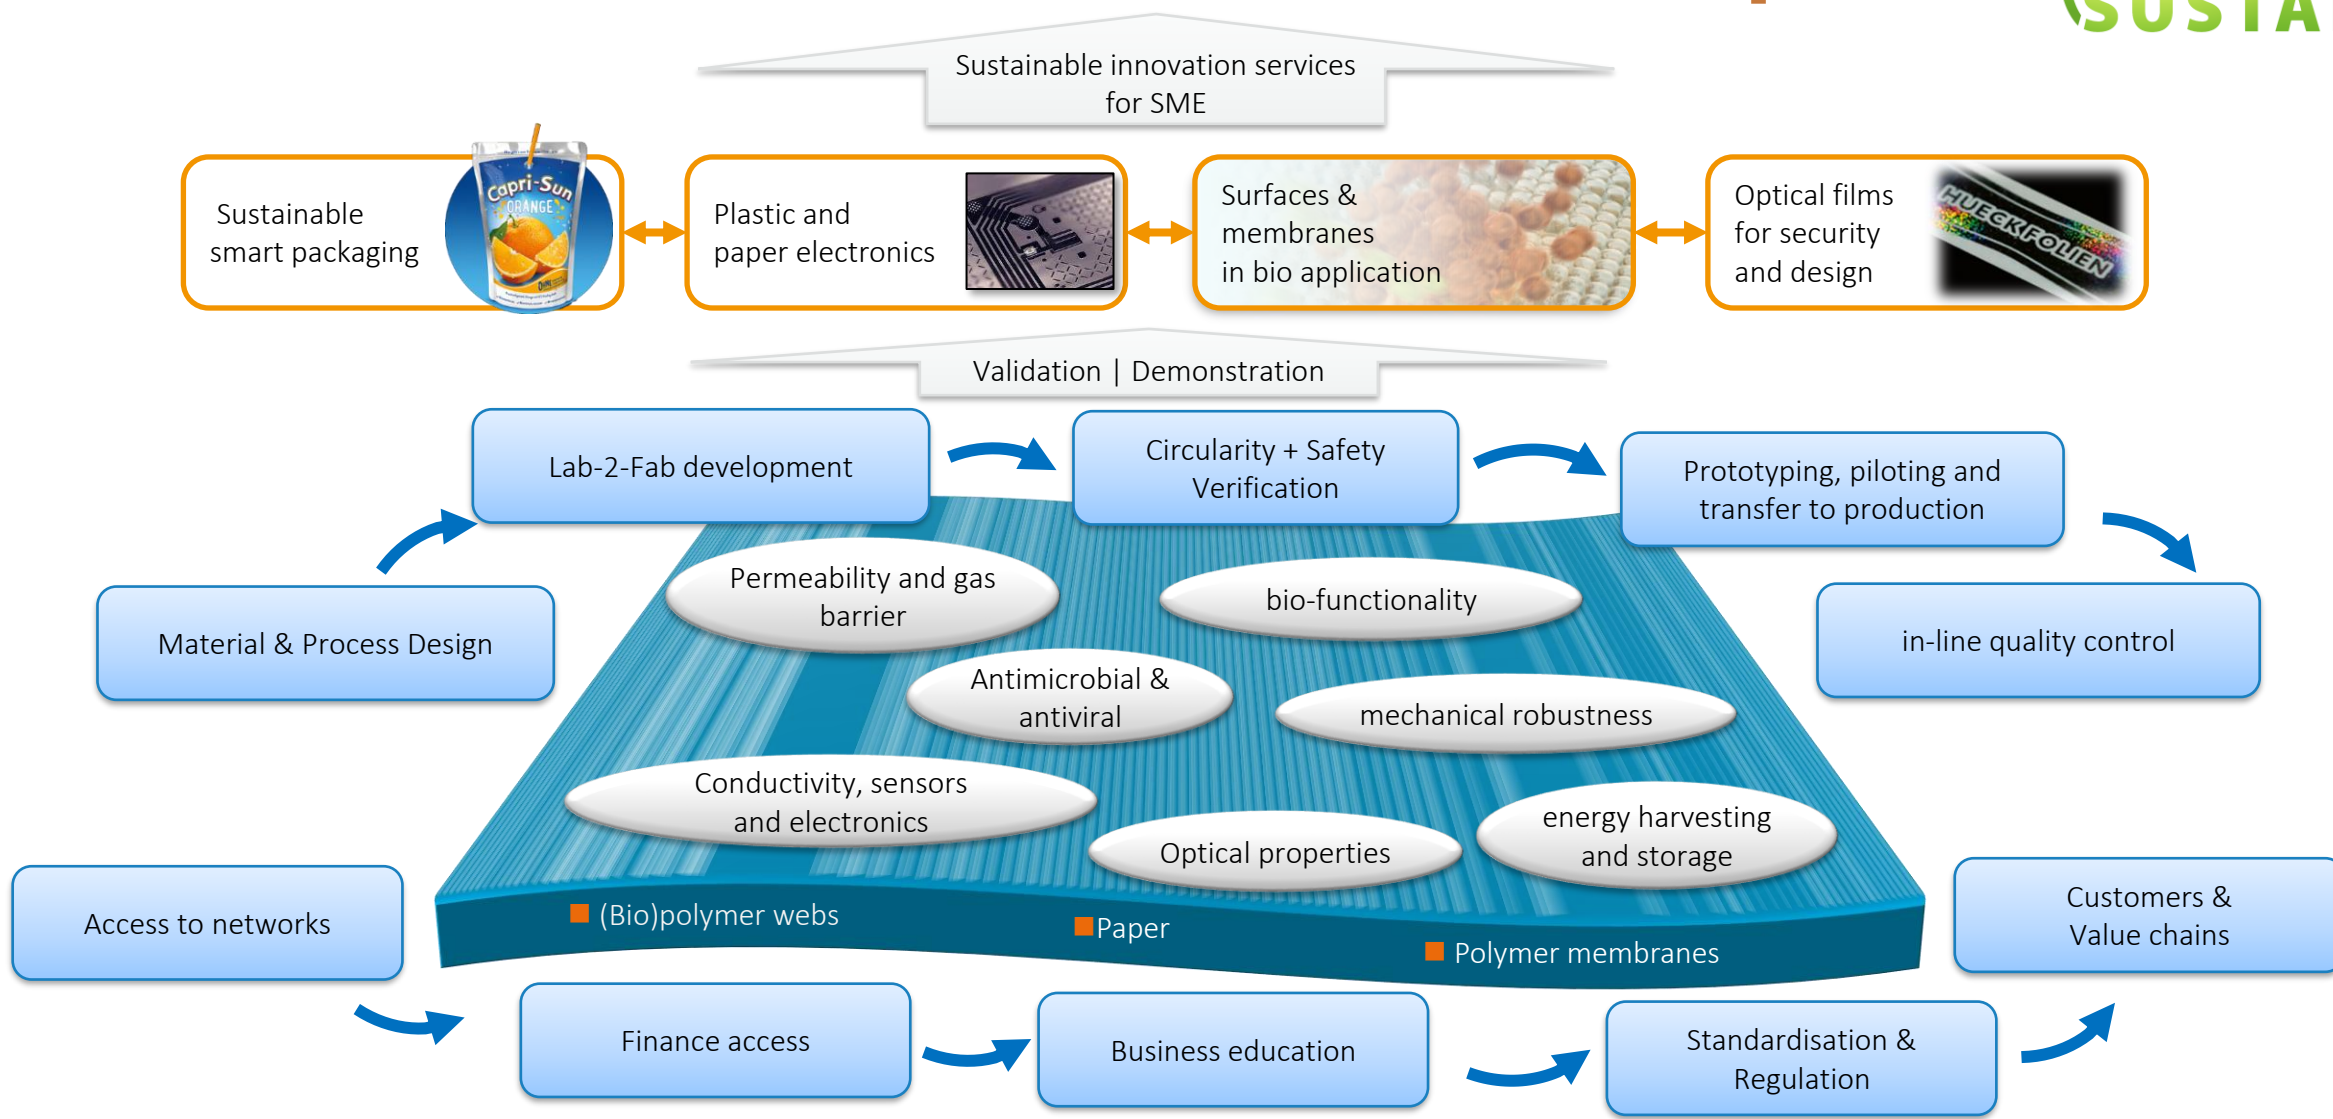 SUSTA
Sustainable innovation services
for SME
Sustainable
smart packaging
Capri-Sun
ORANGE
Plastic and
paper electronics
Surfaces &
membranes
in bio application
Optical films
for security
and design
HUECKFOLIEN
Validation | Demonstration
Lab-2-Fab development
Circularity + Safety
Verification
Prototyping, piloting and
transfer to production
Material & Process Design
in-line quality control
Permeability and gas
barrier
bio-functionality
Antimicrobial &
antiviral
mechanical robustness
Conductivity, sensors
and electronics
Optical properties
energy harvesting
and storage
(Bio)polymer webs
Paper
Polymer membranes
Access to networks
Finance access
Business education
Standardisation &
Regulation
Customers &
Value chains